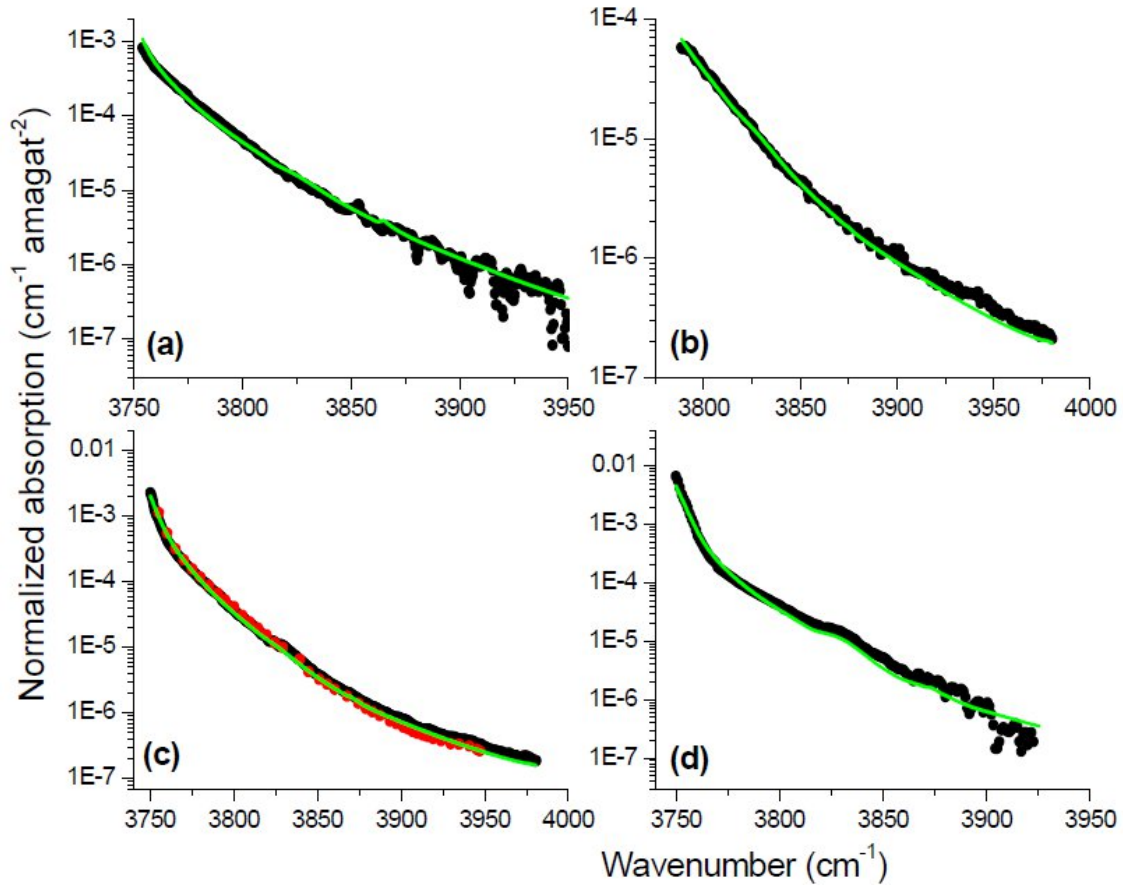 Normalized absorption (cm⁻¹ amagat⁻²)
1E-3
1E-4
1E-5
1E-6
1E-7
(a)
3750 3800 3850 3900 3950
1E-4
1E-5
1E-6
1E-7
(b)
3800 3850 3900 3950 4000
0.01
1E-3
1E-4
1E-5
1E-6
1E-7
(c)
3750 3800 3850 3900 3950 4000
0.01
1E-3
1E-4
1E-5
1E-6
1E-7
(d)
3750 3800 3850 3900 3950
Wavenumber (cm⁻¹)